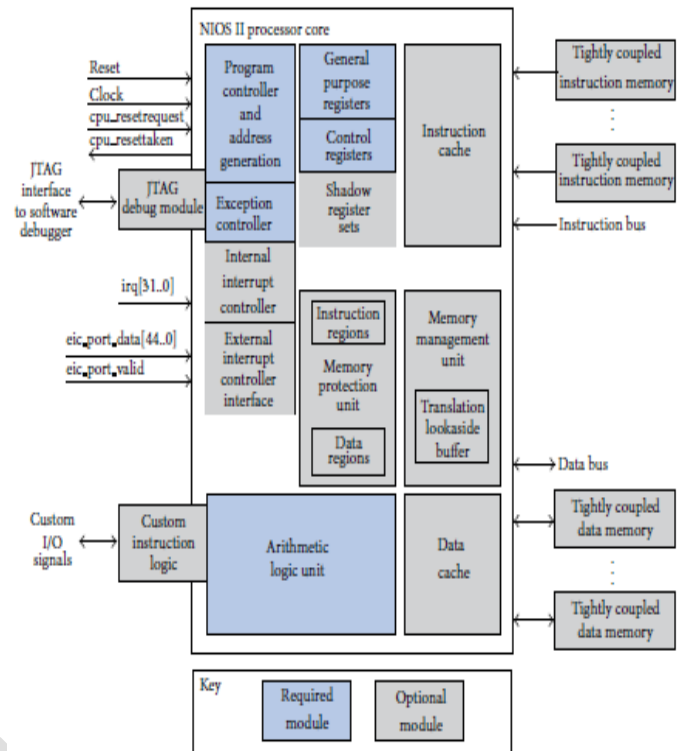 NIOS II processor core
Reset
Clock
cpu_resetrequest
cpu_resettaken
JTAG
interface
to software
debugger
JTAG
debug module
irq[31..0]
eic_port_data[44..0]
eic_port_valid
Custom
I/O
signals
Custom
instruction
logic
Program
controller
and
address
generation
Exception
controller
Internal
interrupt
controller
External
interrupt
controller
interface
General
purpose
registers
Control
registers
Shadow
register
sets
Instruction
cache
Instruction
regions
Memory
protection
unit
Data
regions
Memory
management
unit
Translation
lookaside
buffer
Arithmetic
logic unit
Data
cache
Tightly coupled
instruction memory
Tightly coupled
instruction memory
Instruction bus
Data bus
Tightly coupled
data memory
Tightly coupled
data memory
Key
Required
module
Optional
module